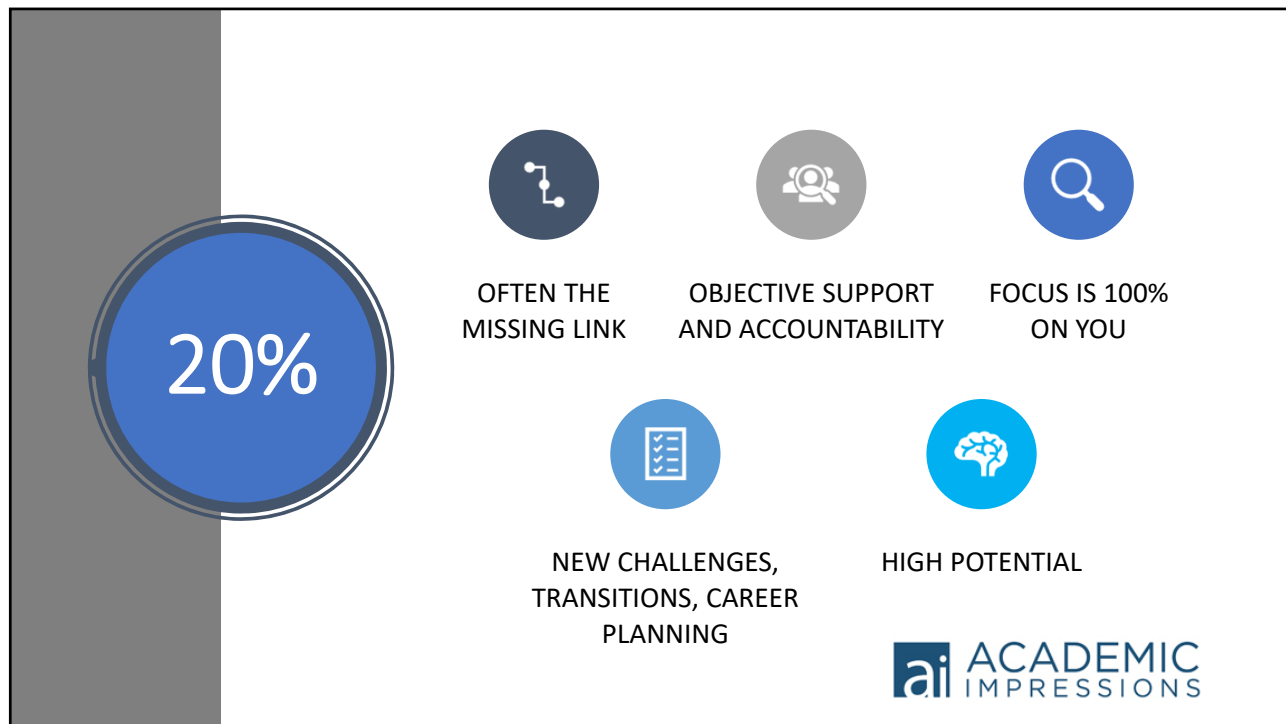 20%
OFTEN THE
MISSING LINK
OBJECTIVE SUPPORT
AND ACCOUNTABILITY
FOCUS IS 100%
ON YOU
NEW CHALLENGES,
TRANSITIONS, CAREER
PLANNING
HIGH POTENTIAL
ai ACADEMIC
IMPRESSIONS